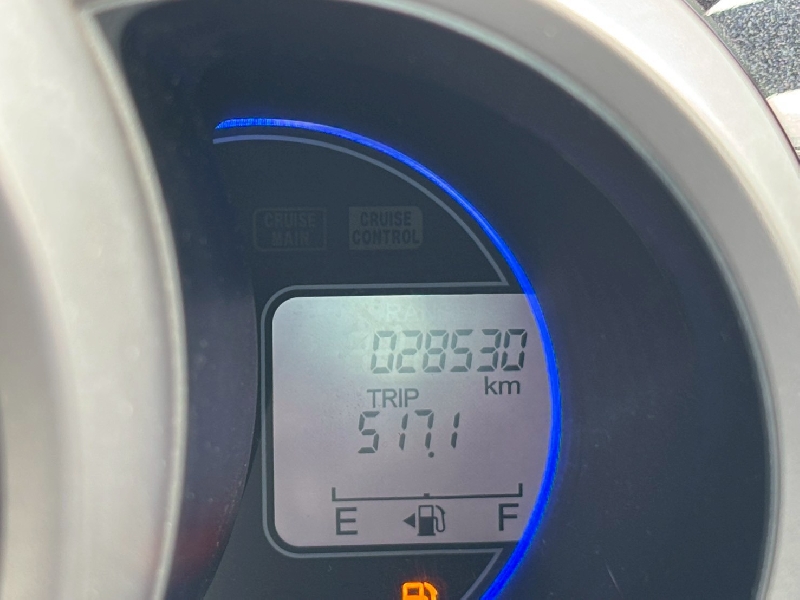 CRUISE MAIN
CRUISE CONTROL
028530
km
TRIP
517.1
E F